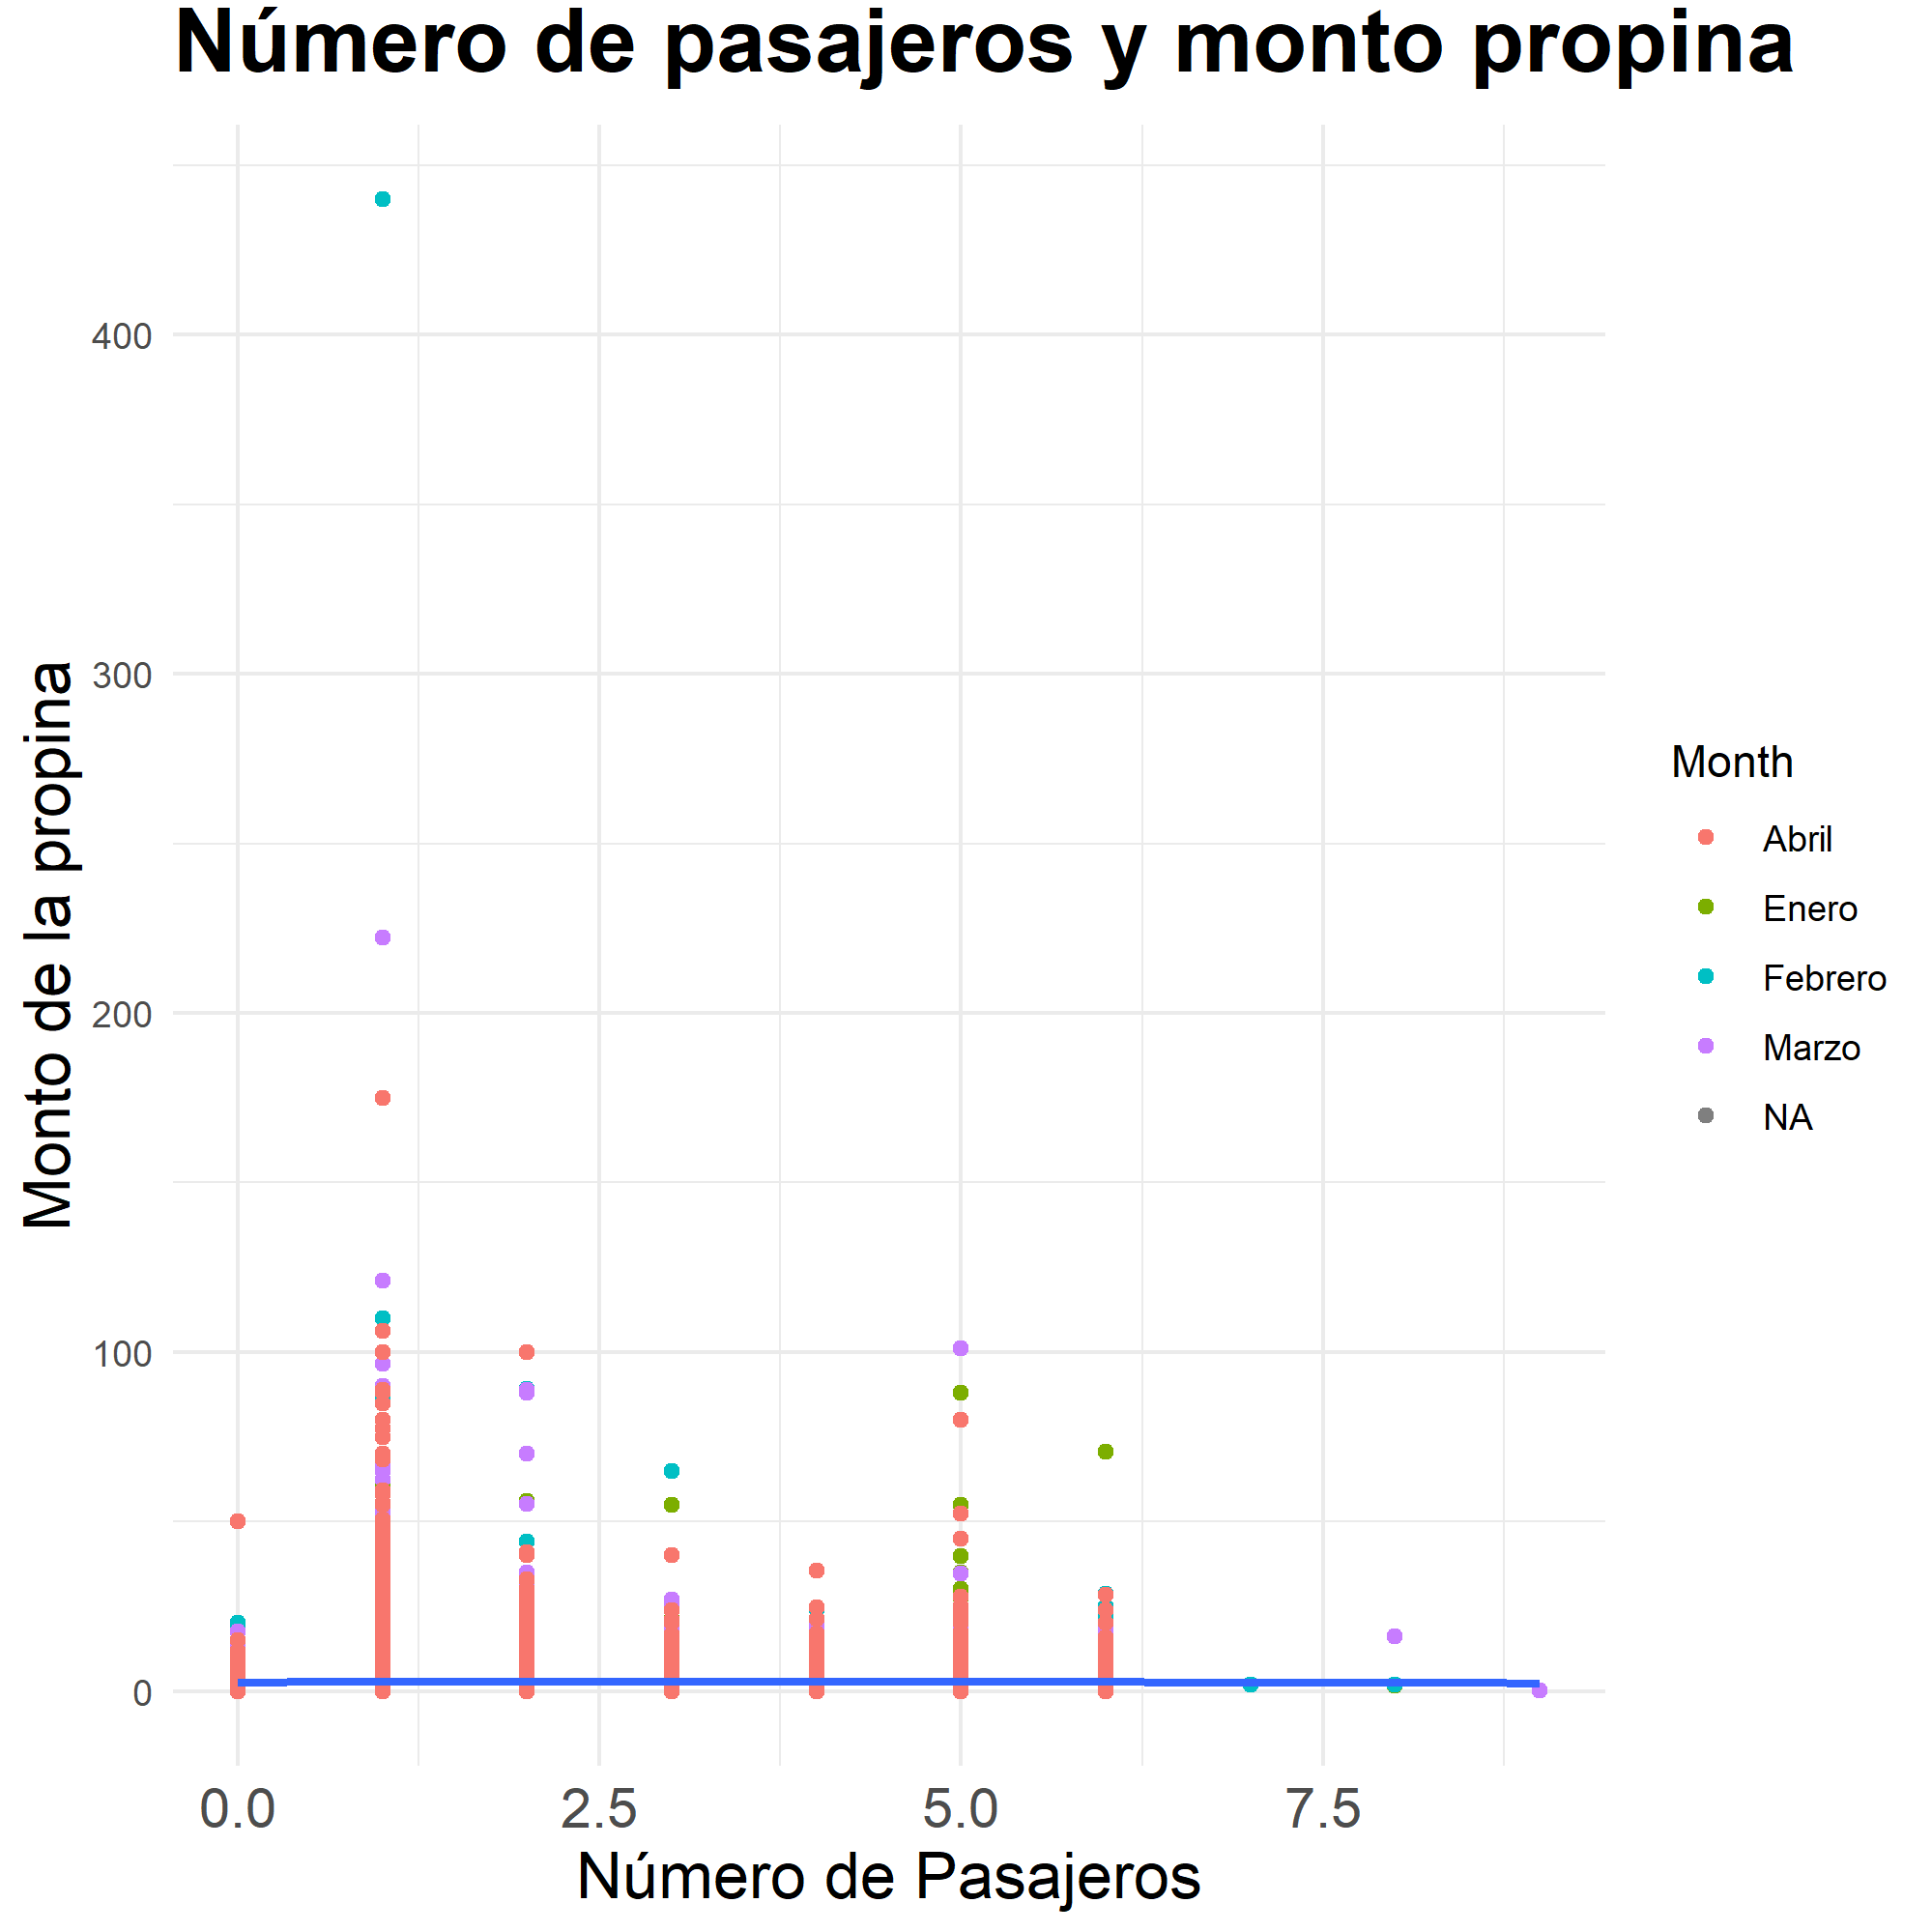 Número de pasajeros y monto propina
Monto de la propina
400
300
200
100
0
0.0 2.5 5.0 7.5
Número de Pasajeros
Month
Abril
Enero
Febrero
Marzo
NA